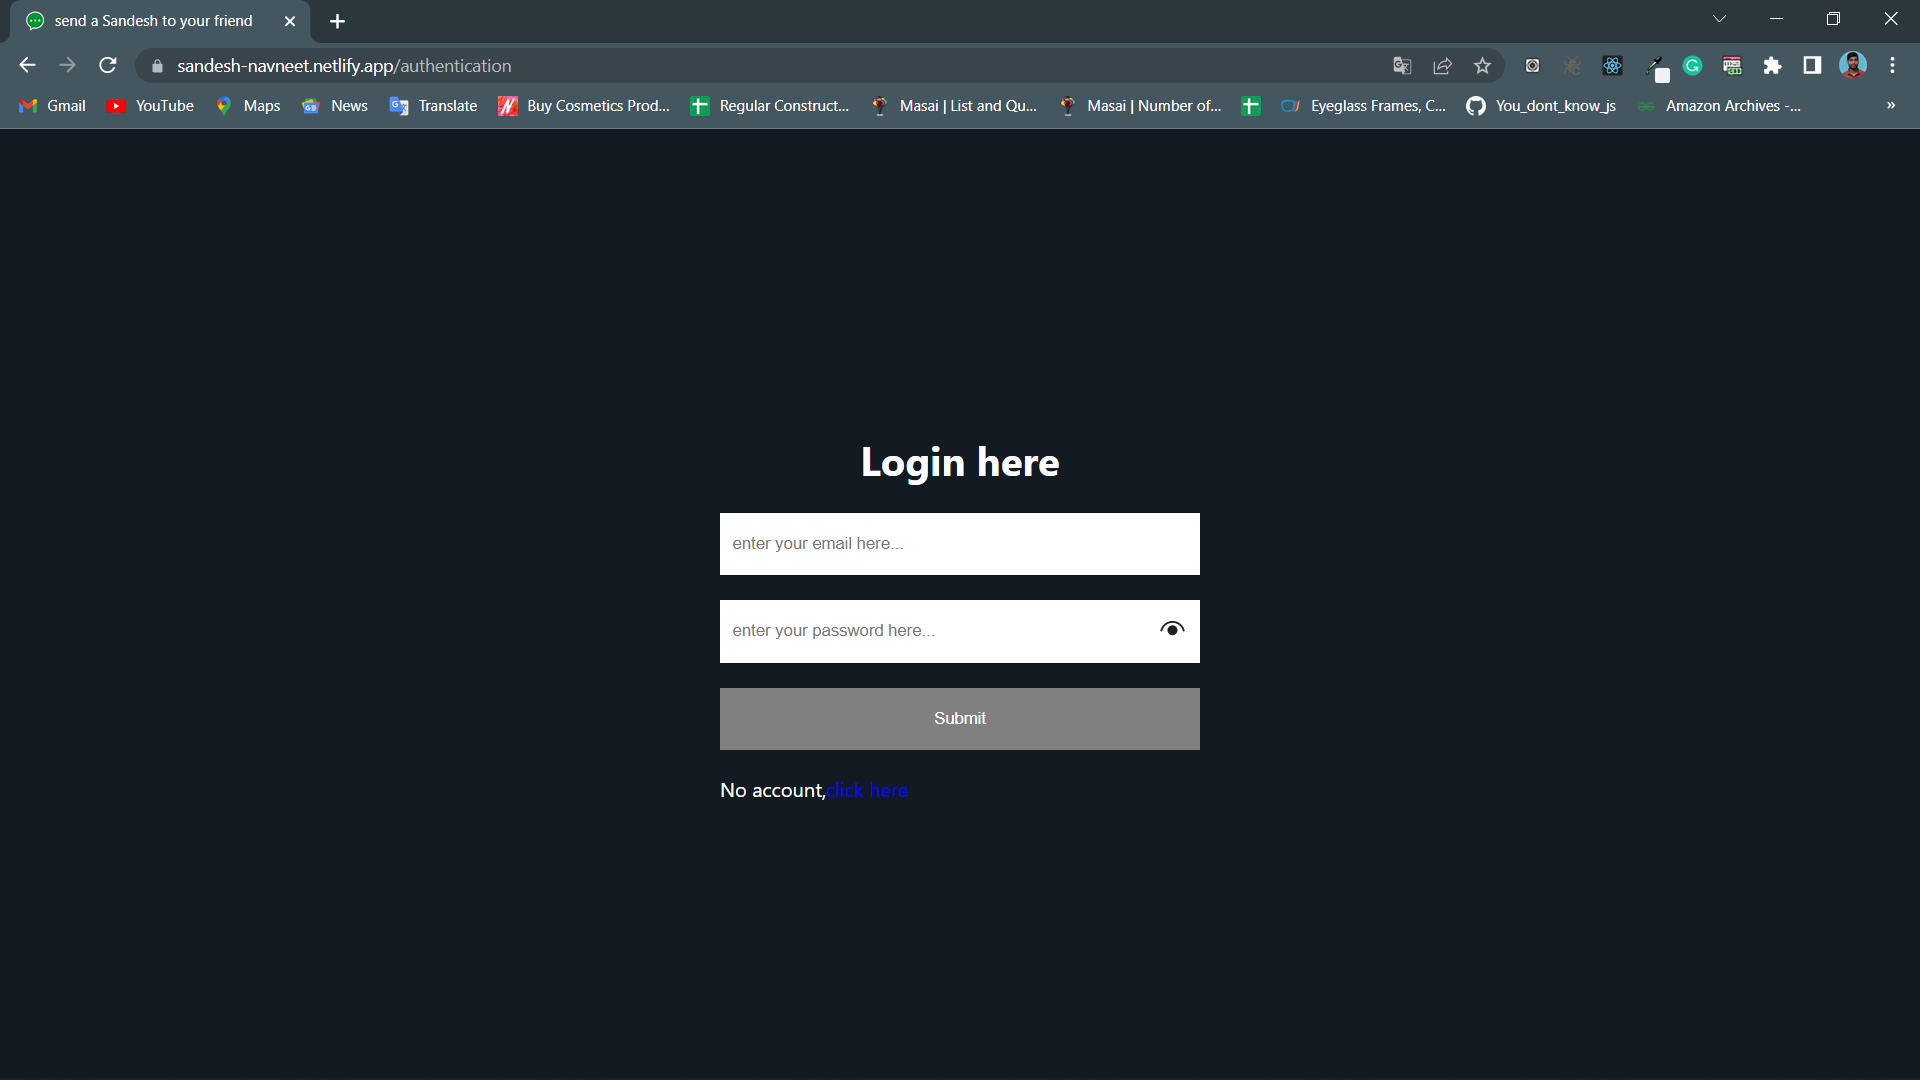 send a Sandesh to your friend
sandesh-navneet.netlify.app/authentication
Gmail YouTube Maps News Translate Buy Cosmetics Prod... Regular Construct... Masai | List and Qu... Masai | Number of... Eyeglass Frames, C... You_dont_know_js Amazon Archives -... »
Login here
enter your email here...
enter your password here...
Submit
No account,click here